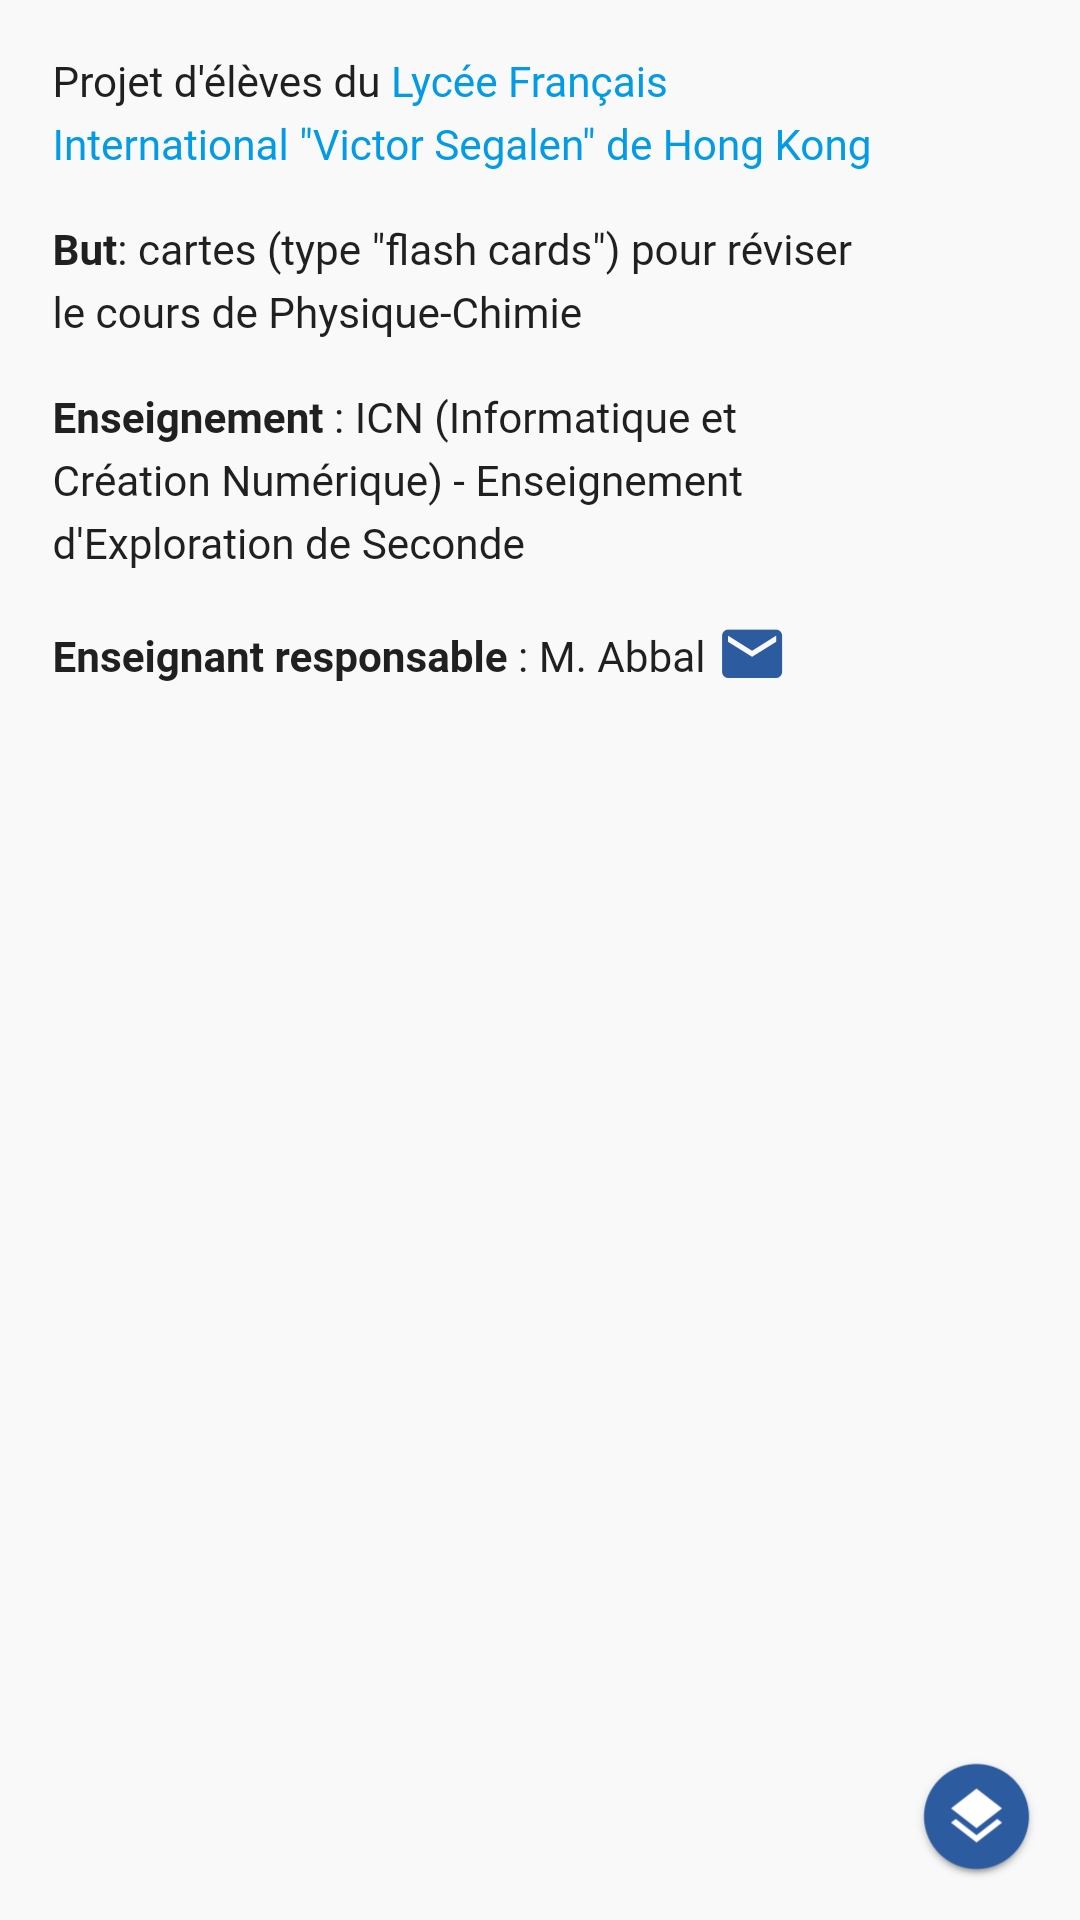 Projet d'élèves du Lycée Français
International "Victor Segalen" de Hong Kong
But: cartes (type "flash cards") pour réviser
le cours de Physique-Chimie
Enseignement : ICN (Informatique et
Création Numérique) - Enseignement
d'Exploration de Seconde
Enseignant responsable : M. Abbal